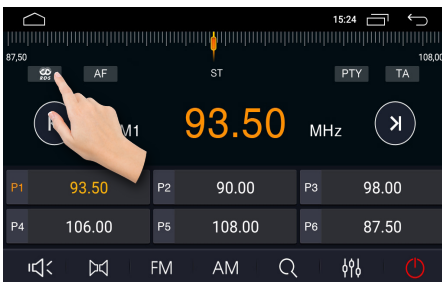 15:24
87,50 108,00
RDS AF ST PTY TA
M1 93.50 MHz
P1 93.50 P2 90.00 P3 98.00
P4 106.00 P5 108.00 P6 87.50
FM AM